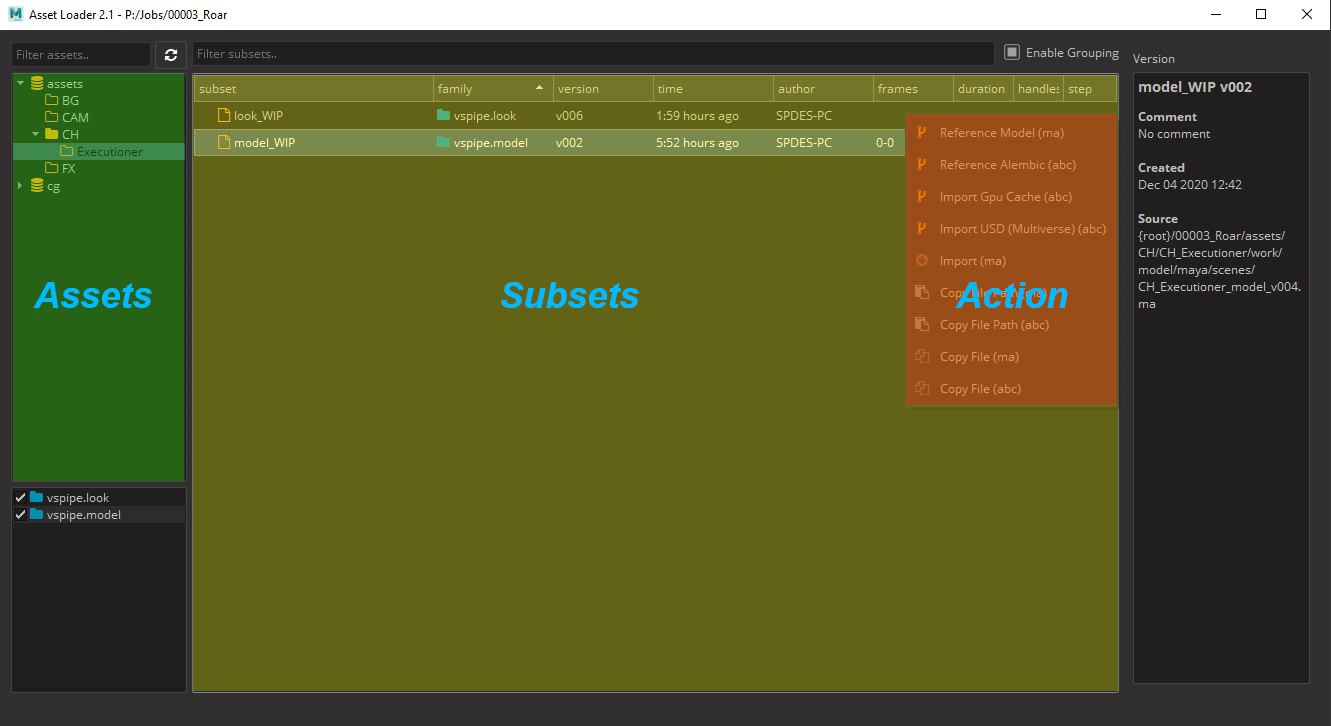 Asset Loader 2.1 - P:/Jobs/00003_Roar
Filter assets..
Filter subsets..
Enable Grouping
Version
assets
BG
CAM
CH
Executioner
FX
cg
Assets
vspipe.look
vspipe.model
subset family version time author frames duration handles step
look_WIP vspipe.look v006 1:59 hours ago SPDES-PC
model_WIP vspipe.model v002 5:52 hours ago SPDES-PC 0-0
Subsets
Reference Model (ma)
Reference Alembic (abc)
Import Gpu Cache (abc)
Import USD (Multiverse) (abc)
Import (ma)
Copy File Path (ma)
Action
Copy File Path (abc)
Copy File (ma)
Copy File (abc)
model_WIP v002
Comment
No comment
Created
Dec 04 2020 12:42
Source
{root}/00003_Roar/assets/
CH/CH_Executioner/work/
model/maya/scenes/
CH_Executioner_model_v004.
ma